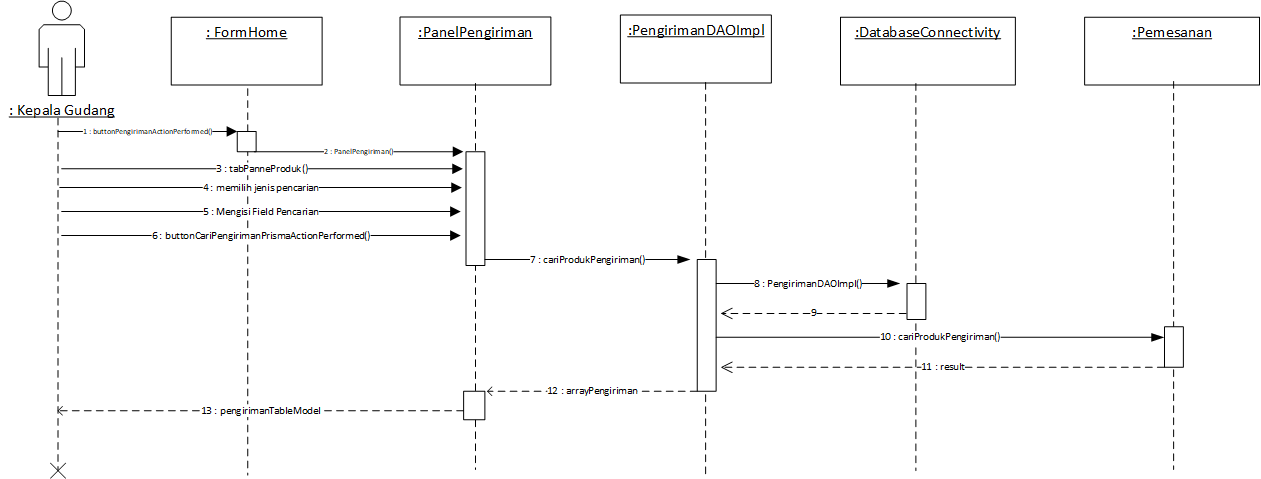 : FormHome
:PanelPengiriman
:PengirimanDAOImpl
:DatabaseConnectivity
:Pemesanan
: Kepala Gudang
1 : buttonPengirimanActionPerformed()
2 : PanelPengiriman()
3 : tabPanneProduk()
4 : memilih jenis pencarian
5 : Mengisi Field Pencarian
6 : buttonCariPengirimanPrismaActionPerformed()
7 : cariProdukPengiriman()
8 : PengirimanDAOImpl()
9
10 : cariProdukPengiriman()
11 : result
12 : arrayPengiriman
13 : pengirimanTableModel